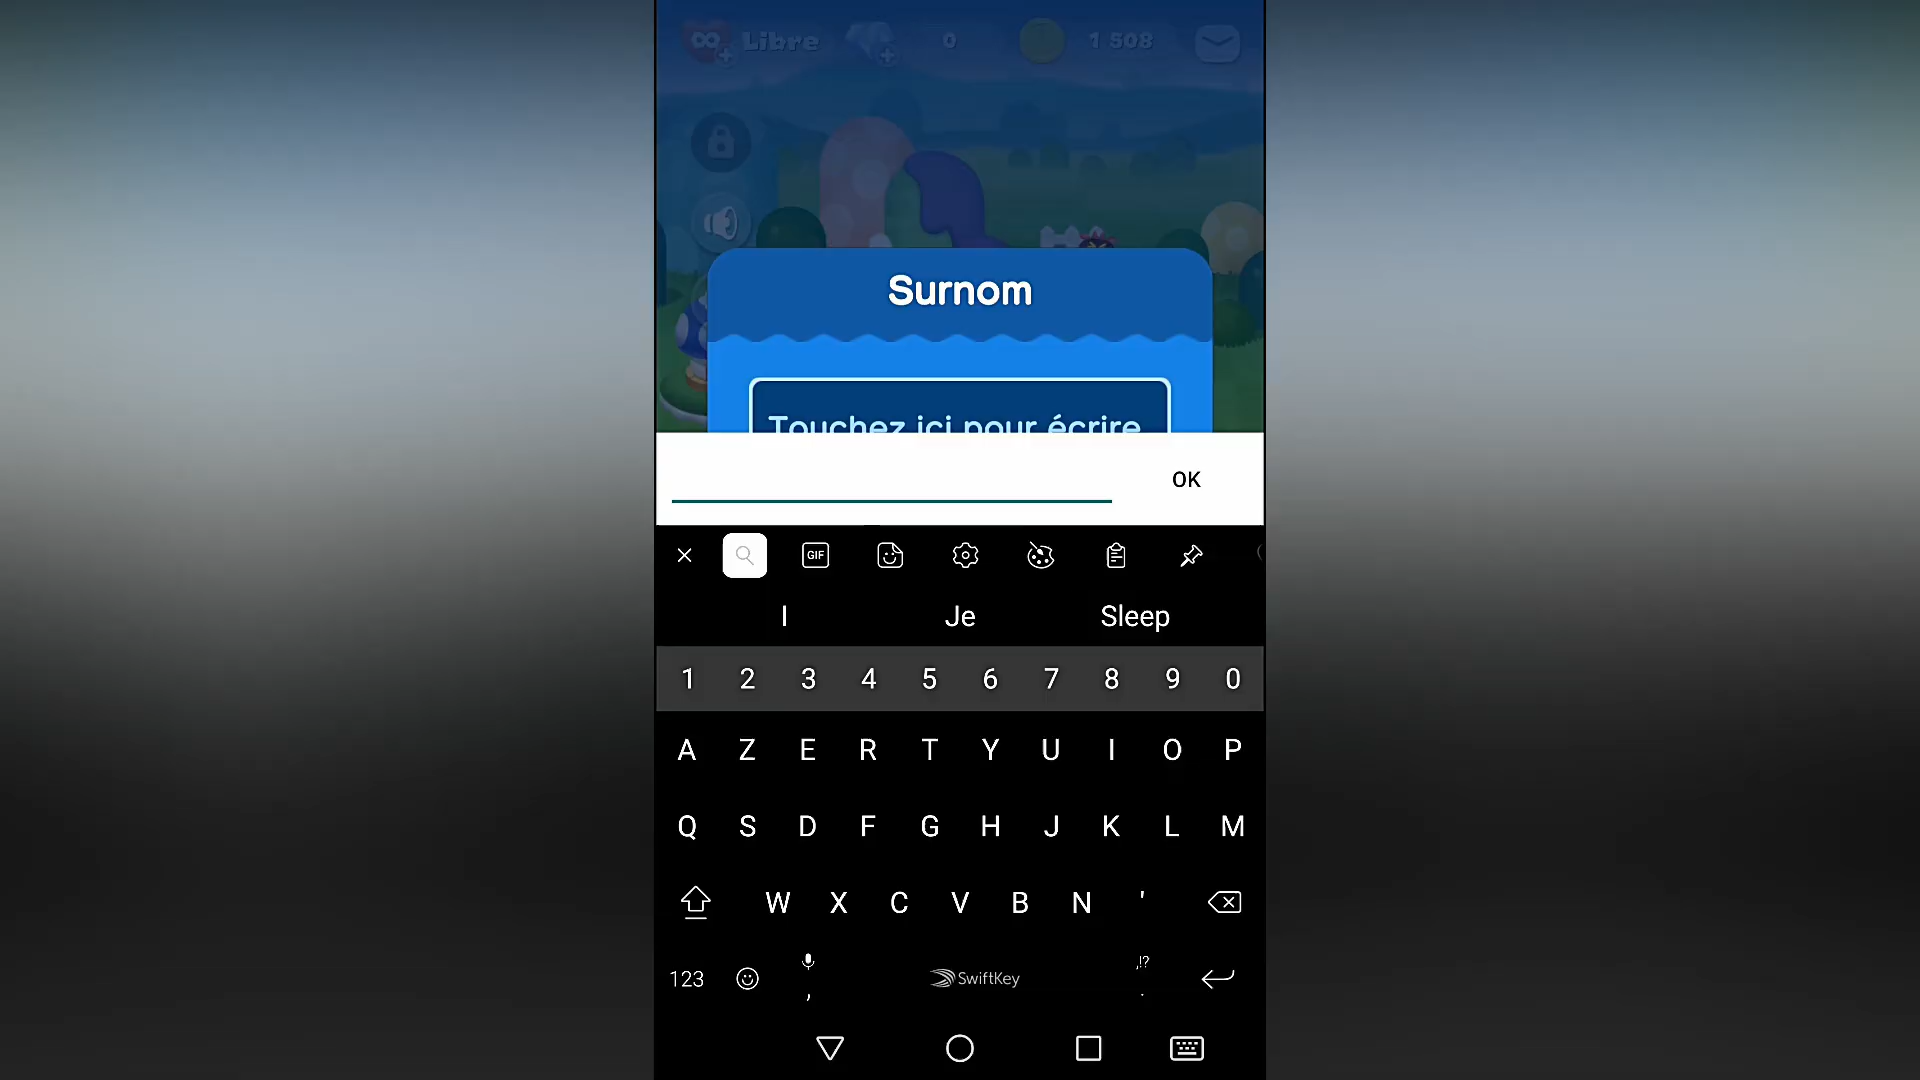 Libre 0 1 508
Surnom
Touchez ici pour écrire
OK
GIF
I Je Sleep
1 2 3 4 5 6 7 8 9 0
A Z E R T Y U I O P
Q S D F G H J K L M
W X C V B N '
123 , SwiftKey ,!? .